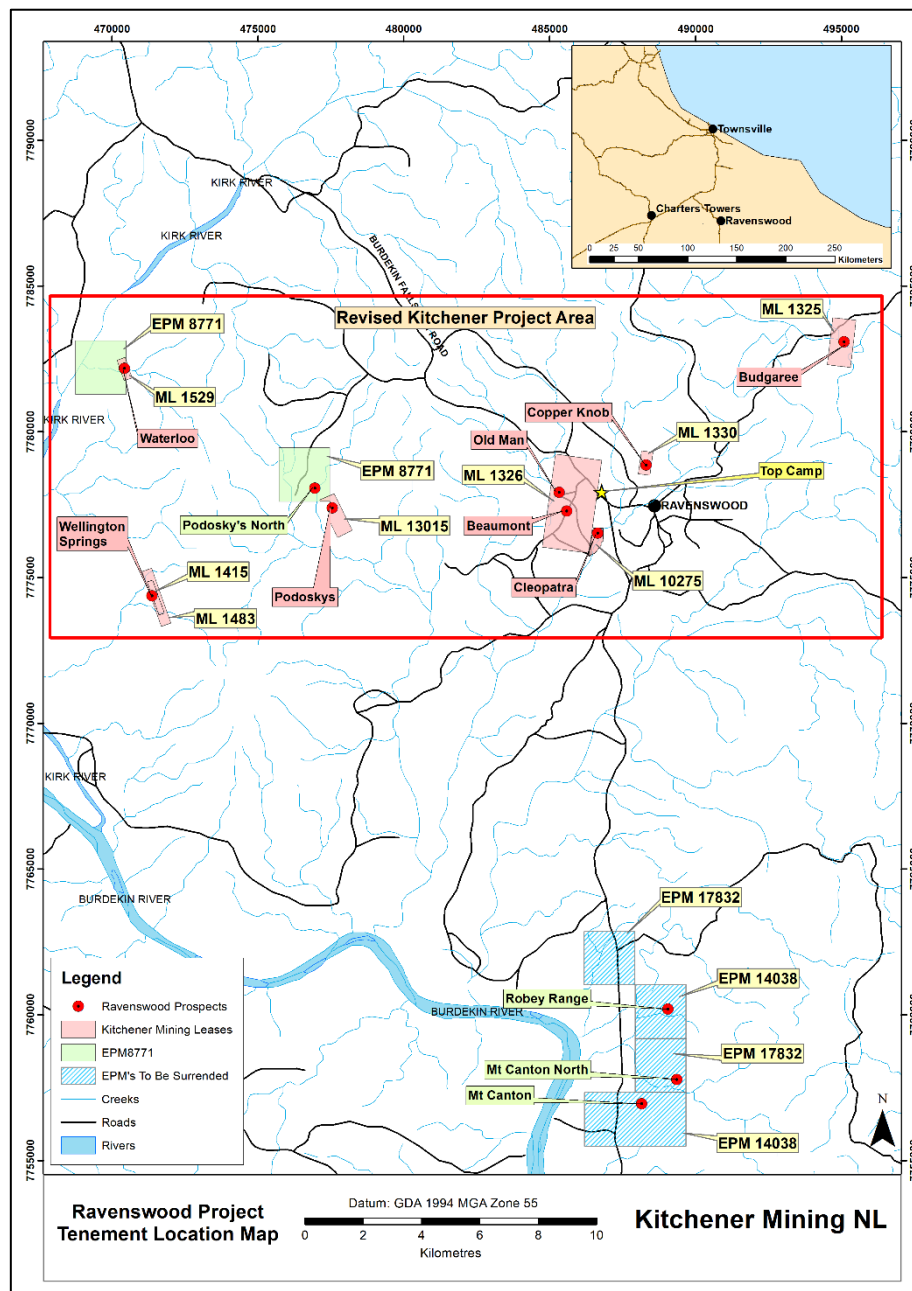 470000 475000 480000 485000 490000 495000
7790000
7785000
7780000
7775000
7770000
7765000
7760000
7755000
Townsville
Charters Towers
Ravenswood
0 25 50 100 150 200 250
Kilometers
KIRK RIVER
KIRK RIVER
BURDEKIN FALLS
ROAD
Revised Kitchener Project Area
EPM 8771
ML 1325
ML 1529
Budgaree
KIRK RIVER
Waterloo
Copper Knob
Old Man
ML 1330
EPM 8771
ML 1326
Top Camp
RAVENSWOOD
Podosky's North
ML 13015
Beaumont
Wellington
Springs
ML 1415
Podoskys
Cleopatra
ML 10275
ML 1483
KIRK RIVER
BURDEKIN RIVER
EPM 17832
EPM 14038
Robey Range
BURDEKIN RIVER
EPM 17832
Mt Canton North
Mt Canton
EPM 14038
N
Legend
Ravenswood Prospects
Kitchener Mining Leases
EPM8771
EPM's To Be Surrended
Creeks
Roads
Rivers
Ravenswood Project
Tenement Location Map
Datum: GDA 1994 MGA Zone 55
0 2 4 6 8 10
Kilometres
Kitchener Mining NL